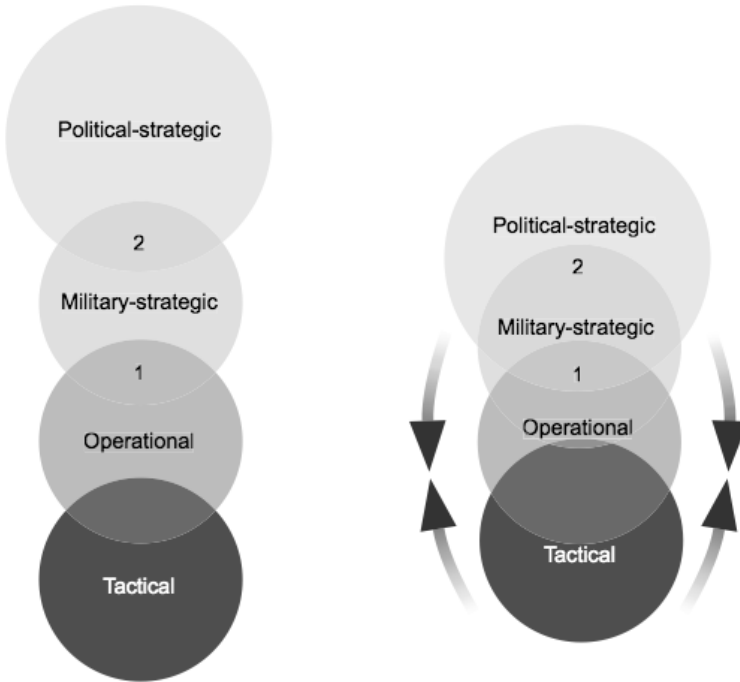 Political-strategic
2
Military-strategic
1
Operational
Tactical
Political-strategic
2
Military-strategic
1
Operational
Tactical